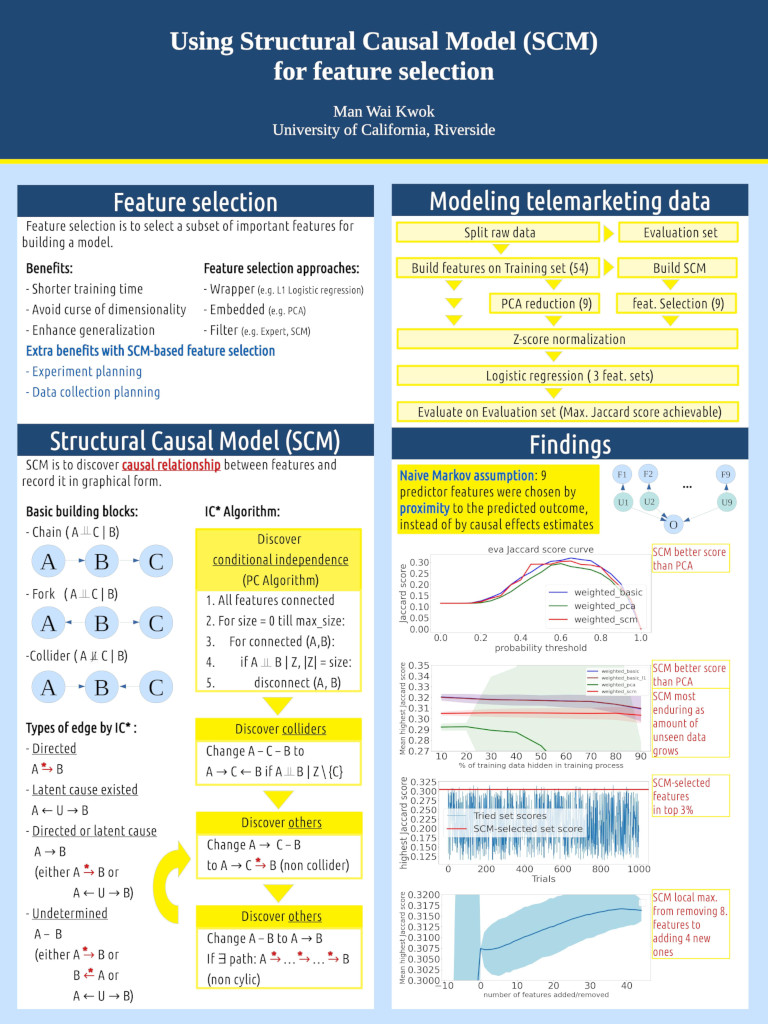 Using Structural Causal Model (SCM)
for feature selection
Man Wai Kwok
University of California, Riverside
Feature selection
Feature selection is to select a subset of important features for
building a model.
Benefits:
- Shorter training time
- Avoid curse of dimensionality
- Enhance generalization
Feature selection approaches:
- Wrapper (e.g. L1 Logistic regression)
- Embedded (e.g. PCA)
- Filter (e.g. Expert, SCM)
Extra benefits with SCM-based feature selection
- Experiment planning
- Data collection planning
Structural Causal Model (SCM)
SCM is to discover causal relationship between features and
record it in graphical form.
Basic building blocks:
- Chain ( A ⫫ C | B)
A B C
- Fork ( A ⫫ C | B)
A B C
-Collider ( A ⫫̸ C | B)
A B C
Types of edge by IC* :
- Directed
A *→ B
- Latent cause existed
A ← U → B
- Directed or latent cause
A → B
(either A *→ B or
A ← U → B)
- Undetermined
A – B
(either A *→ B or
B ←* A or
A ← U → B)
IC* Algorithm:
Discover
conditional independence
(PC Algorithm)
1. All features connected
2. For size = 0 till max_size:
3. For connected (A,B):
4. if A ⫫ B | Z, |Z| = size:
5. disconnect (A, B)
Discover colliders
Change A – C – B to
A → C ← B if A ⫫ B | Z \ {C}
Discover others
Change A → C – B
to A → C *→ B (non collider)
Discover others
Change A – B to A → B
If ∃ path: A *→ … *→ … *→ B
(non cylic)
Modeling telemarketing data
Split raw data
Evaluation set
Build features on Training set (54)
Build SCM
PCA reduction (9)
feat. Selection (9)
Z-score normalization
Logistic regression ( 3 feat. sets)
Evaluate on Evaluation set (Max. Jaccard score achievable)
Findings
Naive Markov assumption: 9
predictor features were chosen by
proximity to the predicted outcome,
instead of by causal effects estimates
F1 F2 ... F9
U1 U2 U9
O
eva Jaccard score curve
Jaccard score
0.30
0.25
0.20
0.15
0.10
0.05
0.00
weighted_basic
weighted_pca
weighted_scm
0.0 0.2 0.4 0.6 0.8 1.0
probability threshold
SCM better score
than PCA
Mean highest Jaccard score
0.35
0.34
0.33
0.32
0.31
0.30
0.29
0.28
0.27
weighted_basic
weighted_basic_l1
weighted_pca
weighted_scm
10 20 30 40 50 60 70 80 90
% of training data hidden in training process
SCM better score
than PCA
SCM most
enduring as
amount of
unseen data
grows
highest Jaccard score
0.325
0.300
0.275
0.250
0.225
0.200
0.175
0.150
0.125
Tried set scores
SCM-selected set score
0 200 400 600 800 1000
Trials
SCM-selected
features
in top 3%
Mean highest Jaccard score
0.3200
0.3175
0.3150
0.3125
0.3100
0.3075
0.3050
0.3025
0.3000
−10 0 10 20 30 40
number of features added/removed
SCM local max.
from removing 8.
features to
adding 4 new
ones